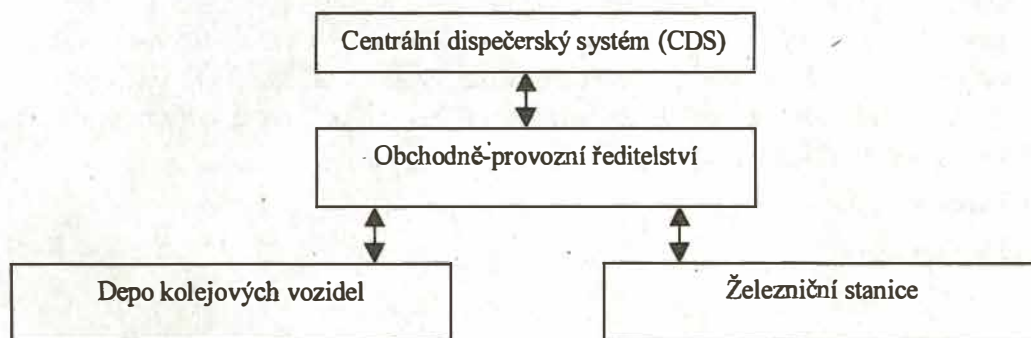 Centrální dispečerský systém (CDS)
Obchodně-provozní ředitelství
Depo kolejových vozidel
Železniční stanice